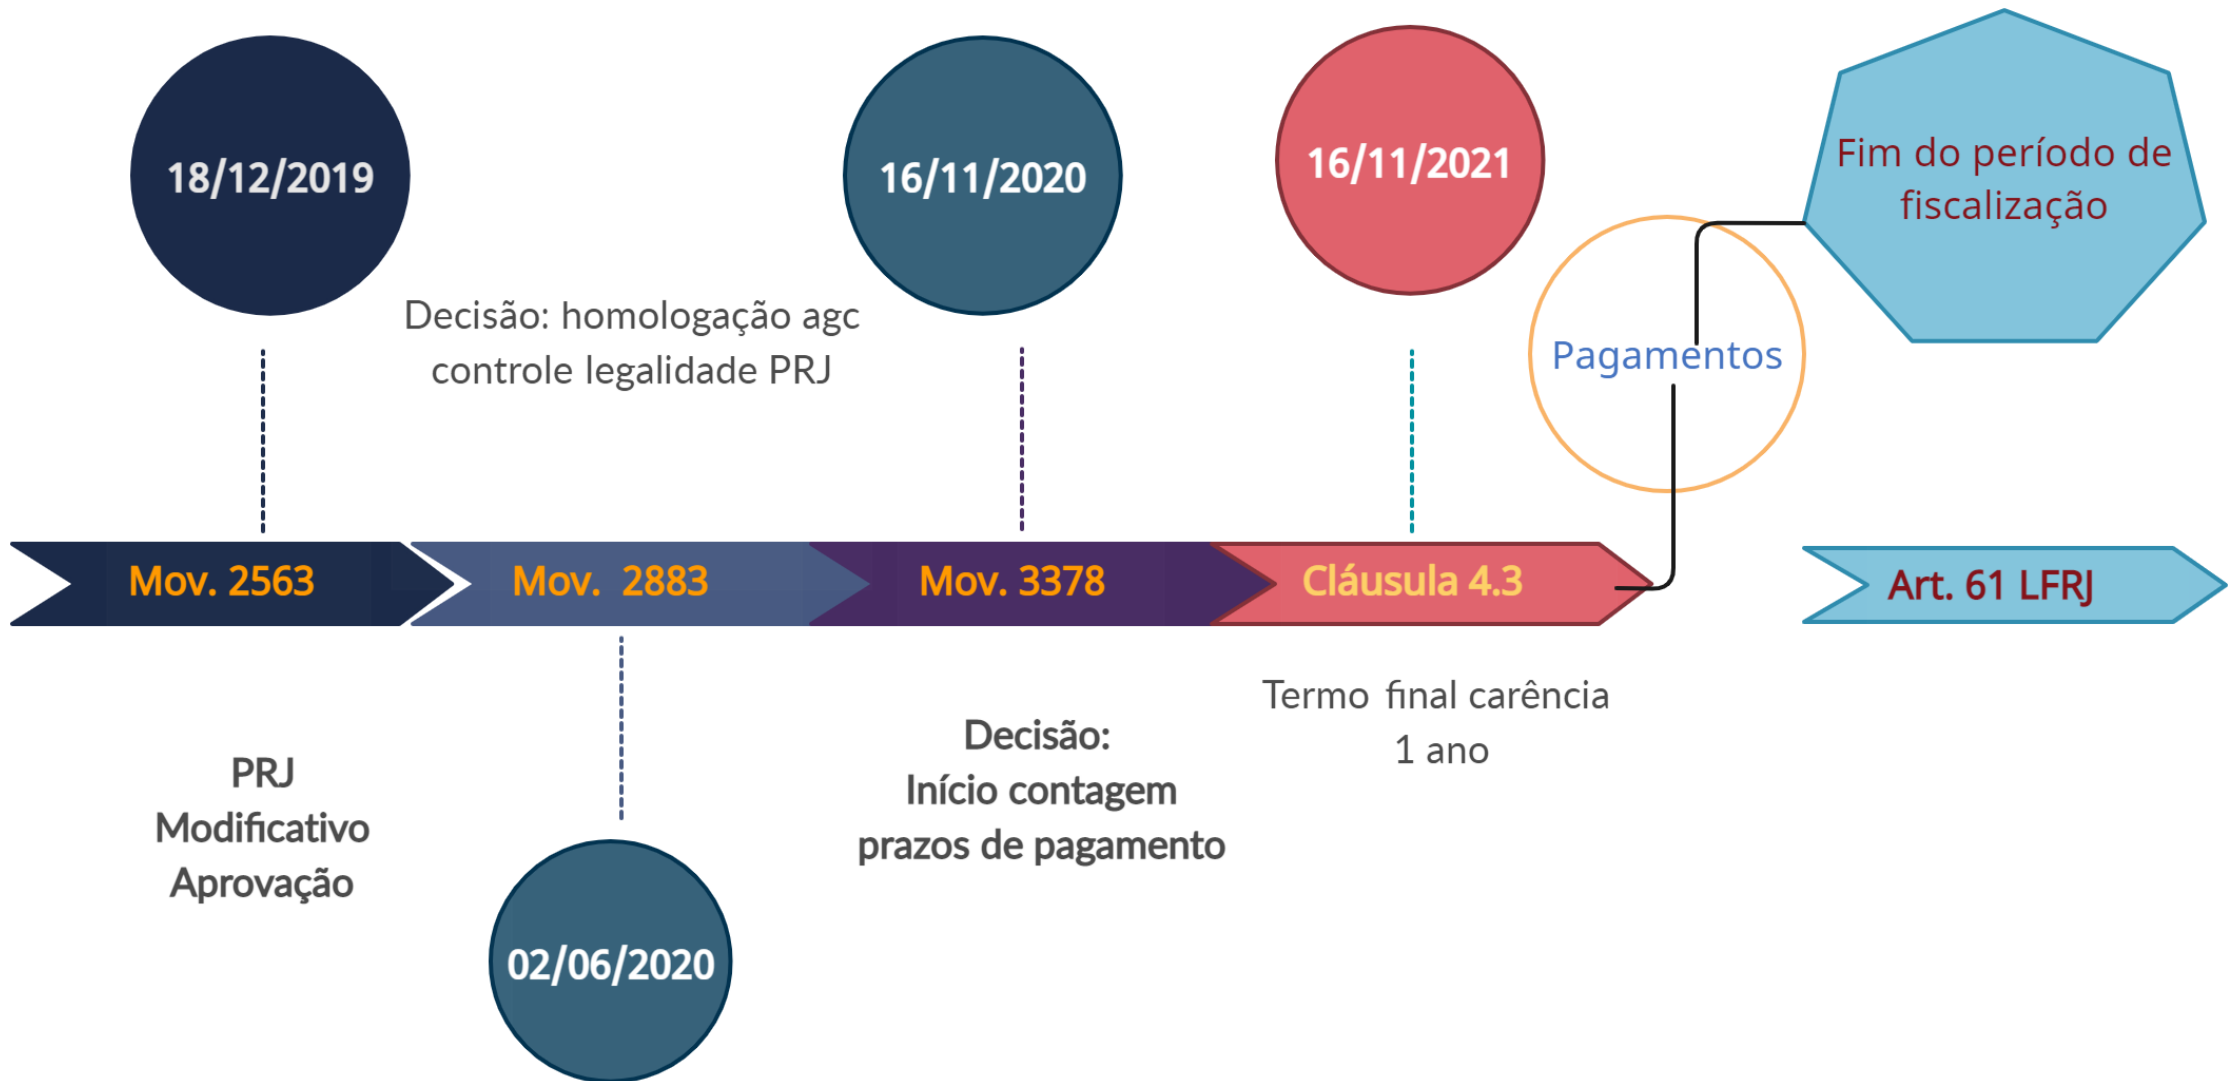 18/12/2019
16/11/2020
16/11/2021
Fim do período de
fiscalização
Decisão: homologação agc
controle legalidade PRJ
Pagamentos
Mov. 2563
Mov.  2883
Mov. 3378
Cláusula 4.3
Art. 61 LFRJ
PRJ
Modificativo
Aprovação
Decisão:
Início contagem
prazos de pagamento
Termo final carência
1 ano
02/06/2020